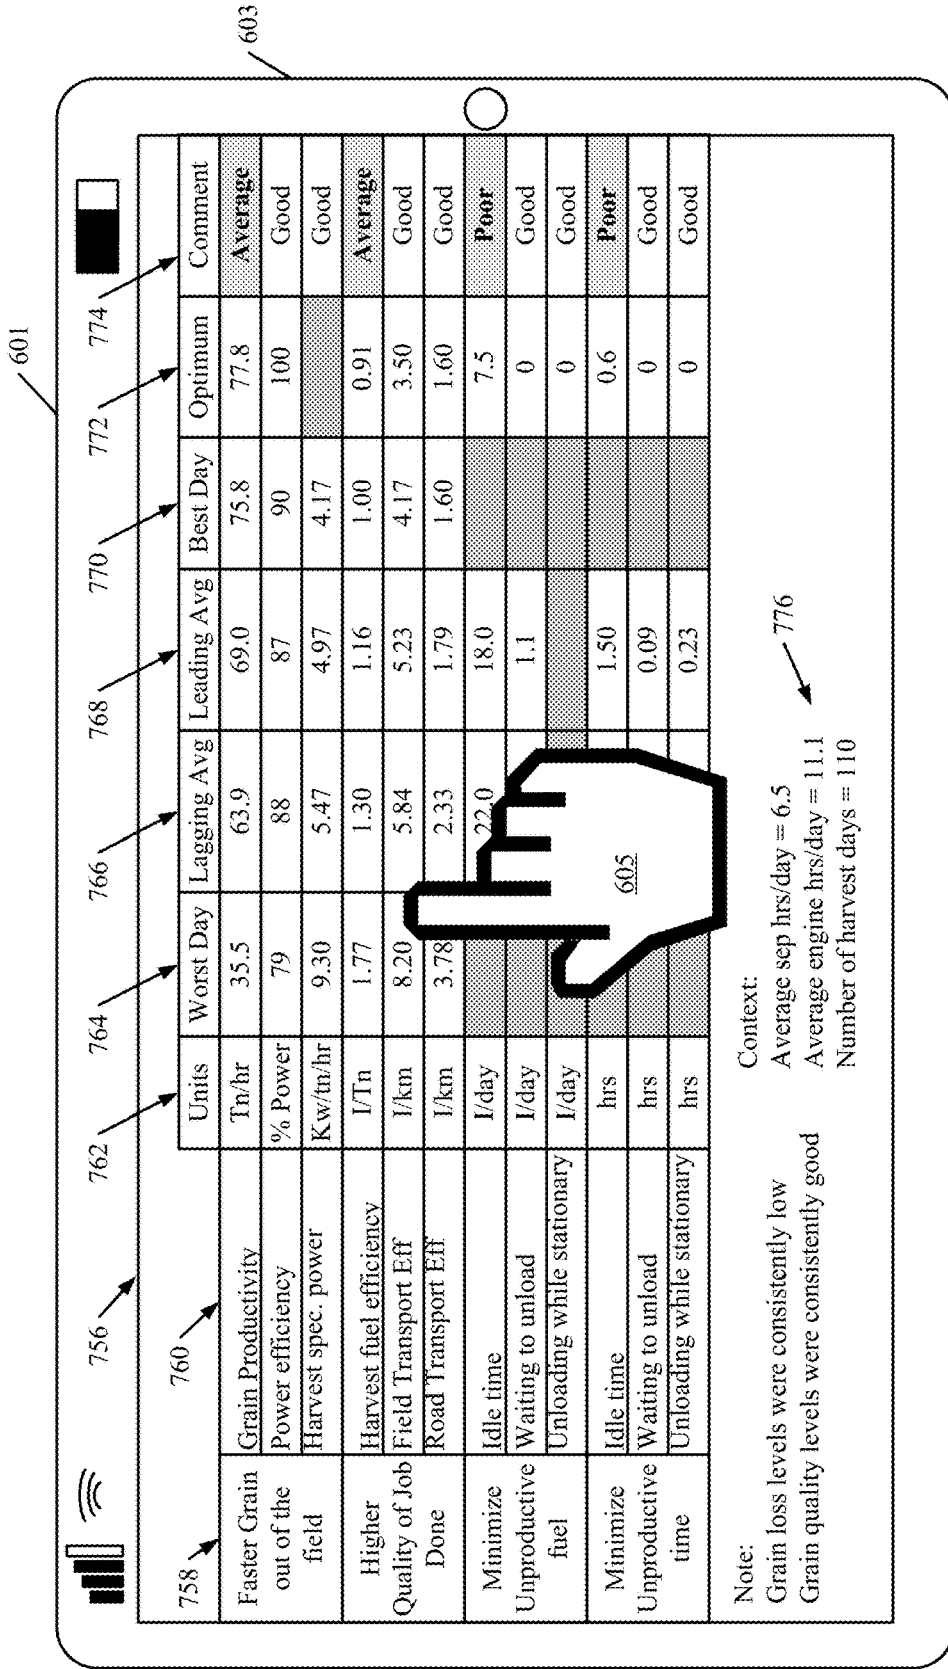 601
603
756
762
764
766
768
770
772
774
758
760
Units Worst Day Lagging Avg Leading Avg Best Day Optimum Comment
Faster Grain out of the field
Grain Productivity Tn/hr 35.5 63.9 69.0 75.8 77.8 Average
Power efficiency % Power 79 88 87 90 100 Good
Harvest spec. power Kw/tn/hr 9.30 5.47 4.97 4.17 Good
Higher Quality of Job Done
Harvest fuel efficiency I/Tn 1.77 1.30 1.16 1.00 0.91 Average
Field Transport Eff I/km 8.20 5.84 5.23 4.17 3.50 Good
Road Transport Eff I/km 3.78 2.33 1.79 1.60 1.60 Good
Minimize Unproductive fuel
Idle time I/day 22.0 18.0 7.5 Poor
Waiting to unload I/day 1.1 0 Good
Unloading while stationary I/day 0 Good
Minimize Unproductive time
Idle time hrs 1.50 0.6 Poor
Waiting to unload hrs 0.09 0 Good
Unloading while stationary hrs 0.23 0 Good
605
Note:
Grain loss levels were consistently low
Grain quality levels were consistently good
Context:
Average sep hrs/day = 6.5
Average engine hrs/day = 11.1
Number of harvest days = 110
776